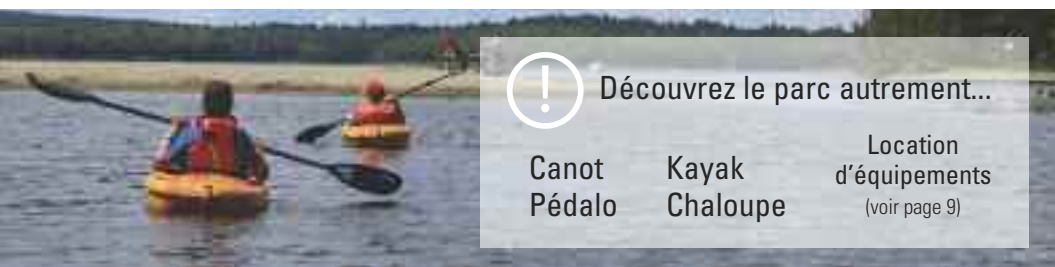 !
Découvrez le parc autrement...
Canot
Pédalo
Kayak
Chaloupe
Location
d'équipements
(voir page 9)